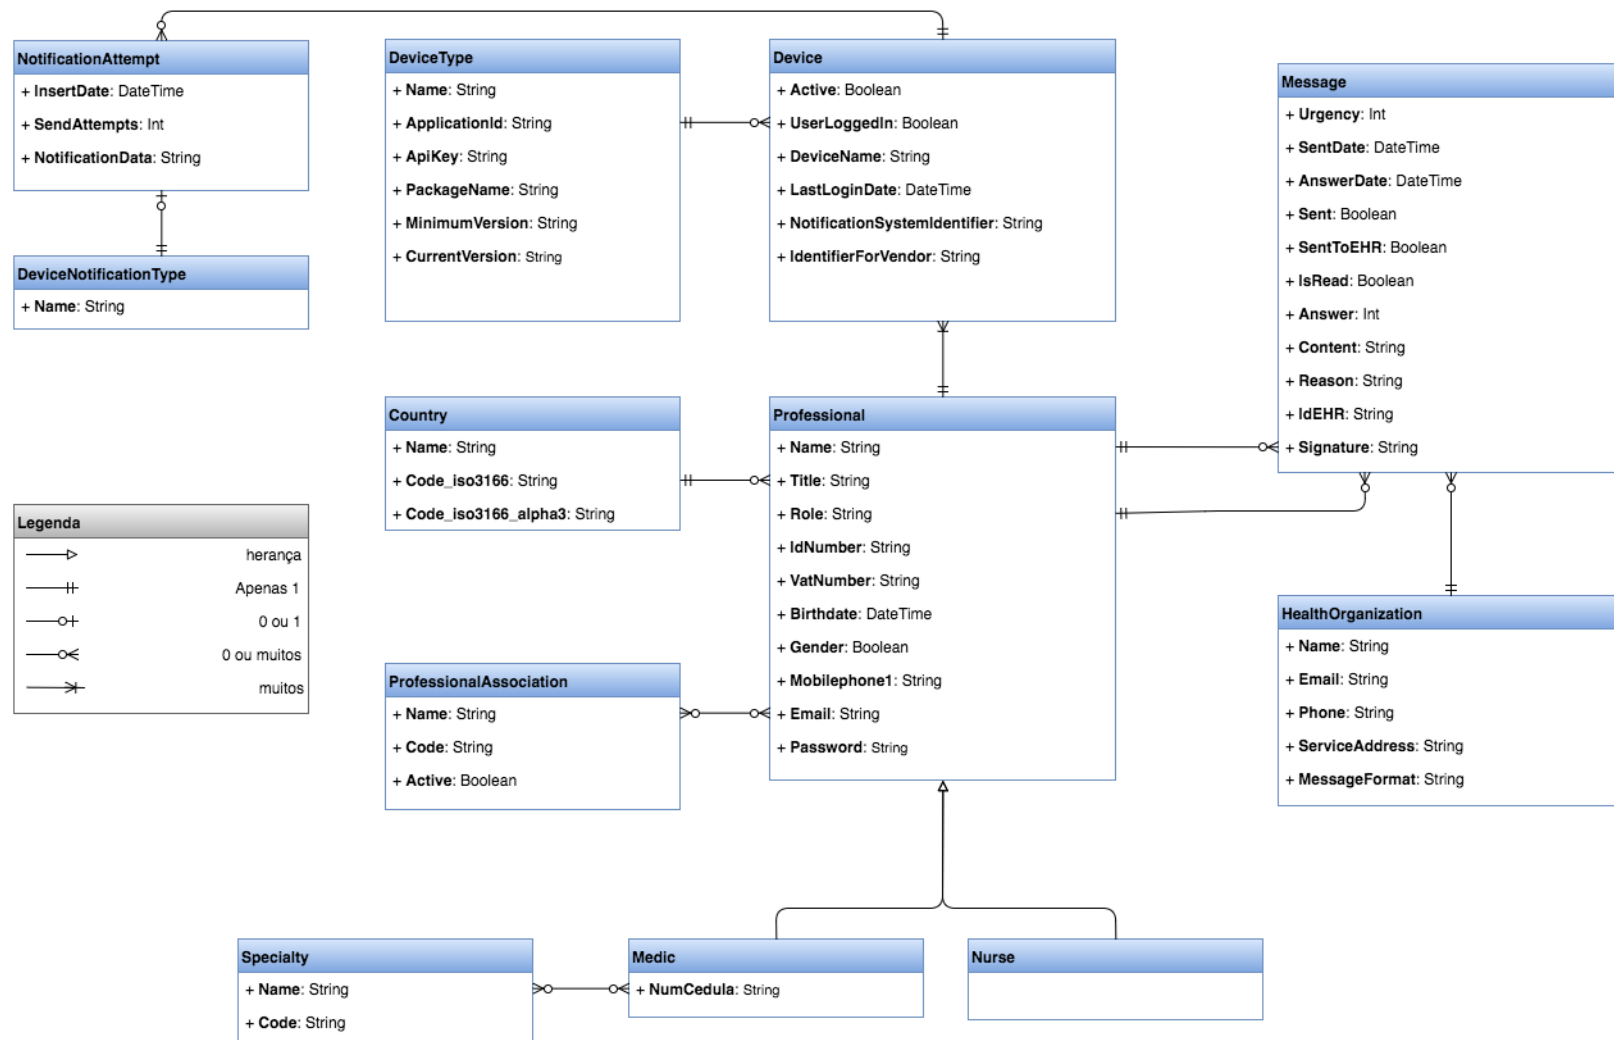 NotificationAttempt
+ InsertDate: DateTime
+ SendAttempts: Int
+ NotificationData: String
DeviceNotificationType
+ Name: String
DeviceType
+ Name: String
+ ApplicationId: String
+ ApiKey: String
+ PackageName: String
+ MinimumVersion: String
+ CurrentVersion: String
Device
+ Active: Boolean
+ UserLoggedIn: Boolean
+ DeviceName: String
+ LastLoginDate: DateTime
+ NotificationSystemIdentifier: String
+ IdentifierForVendor: String
Message
+ Urgency: Int
+ SentDate: DateTime
+ AnswerDate: DateTime
+ Sent: Boolean
+ SentToEHR: Boolean
+ IsRead: Boolean
+ Answer: Int
+ Content: String
+ Reason: String
+ IdEHR: String
+ Signature: String
Country
+ Name: String
+ Code_iso3166: String
+ Code_iso3166_alpha3: String
Professional
+ Name: String
+ Title: String
+ Role: String
+ IdNumber: String
+ VatNumber: String
+ Birthdate: DateTime
+ Gender: Boolean
+ Mobilephone1: String
+ Email: String
+ Password: String
Legenda
herança
Apenas 1
0 ou 1
0 ou muitos
muitos
ProfessionalAssociation
+ Name: String
+ Code: String
+ Active: Boolean
HealthOrganization
+ Name: String
+ Email: String
+ Phone: String
+ ServiceAddress: String
+ MessageFormat: String
Specialty
+ Name: String
+ Code: String
Medic
+ NumCedula: String
Nurse